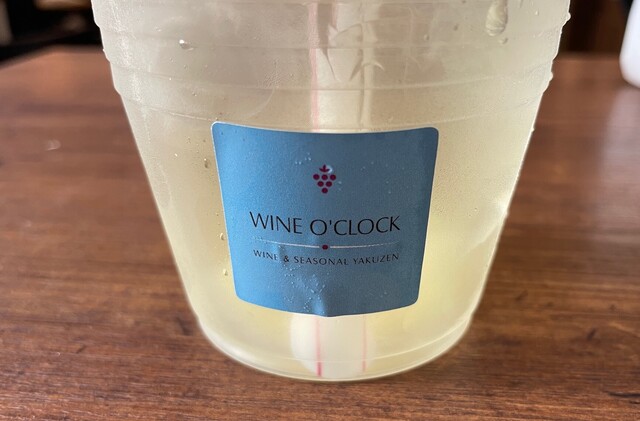 WINE O'CLOCK
WINE & SEASONAL YAKUZEN